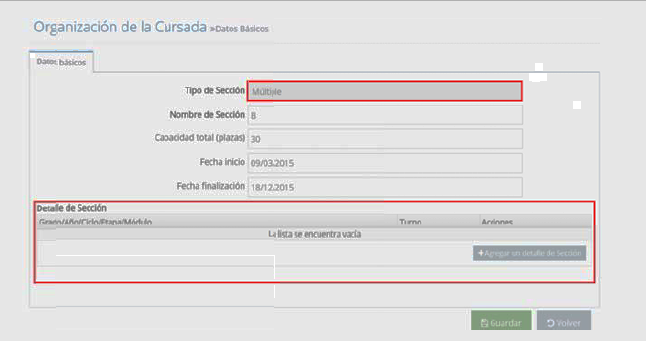 Organización de la Cursada »Datos Básicos
Datos básicos
Tipo de Sección Múltiple
Nombre de Sección B
Capacidad total (plazas) 30
Fecha inicio 09/03.2015
Fecha finalización 18/12.2015
Detalle de Sección
Grado/Año/Ciclo/Etapa/Módulo Turno Acciones
La lista se encuentra vacía
+Agregar un detalle de Sección
Guardar Volver